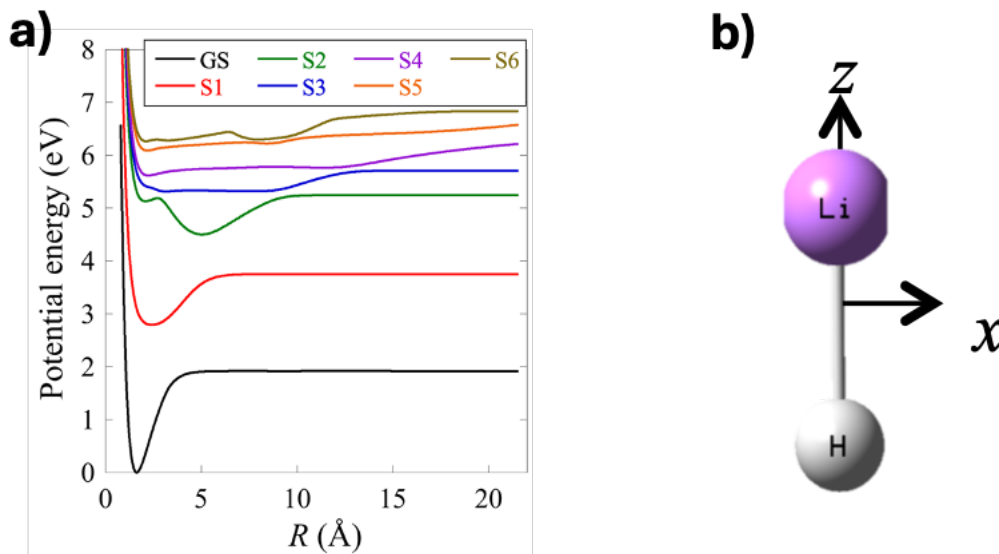 a)
8
7
6
5
4
3
2
1
0
Potential energy (eV)
GS S2 S4 S6
S1 S3 S5
0 5 10 15 20
R (Å)
b)
z
Li
x
H